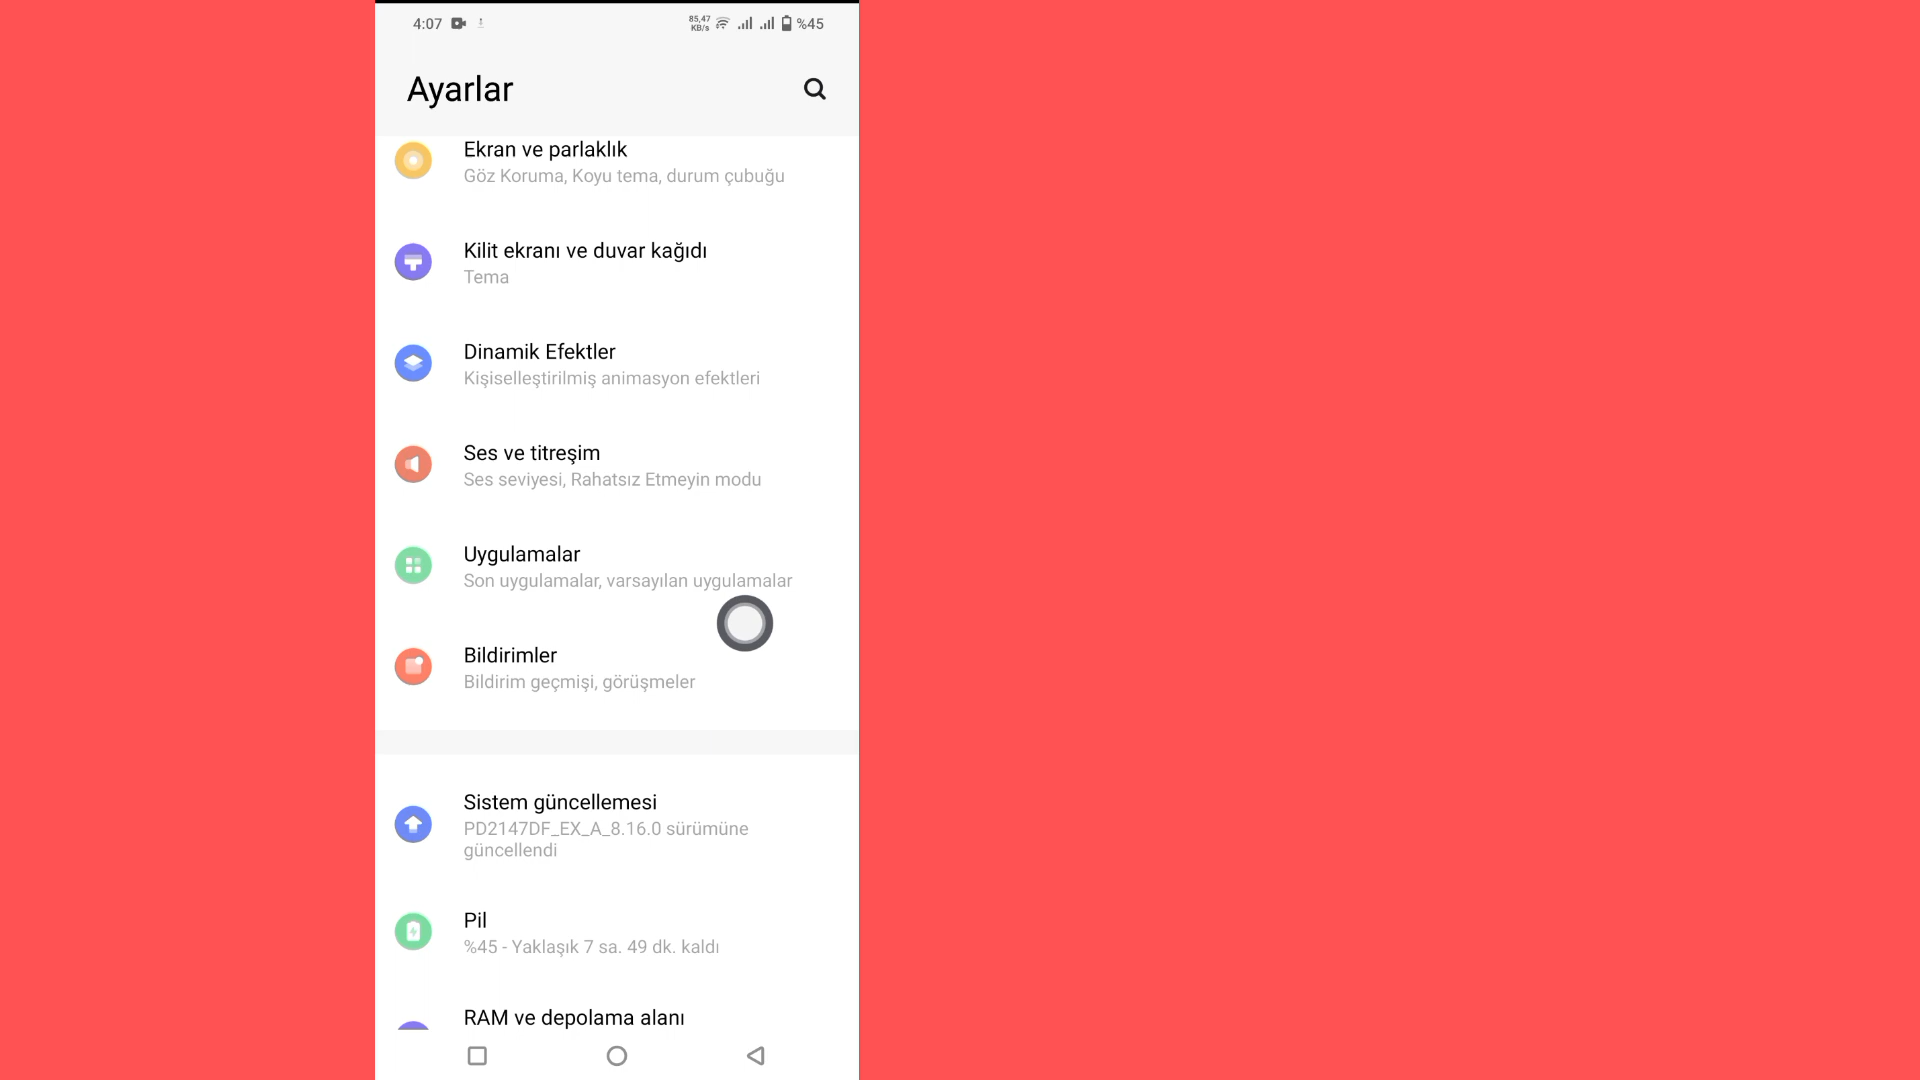 4:07
85,47
KB/s
%45
Ayarlar
Ekran ve parlaklık
Göz Koruma, Koyu tema, durum çubuğu
Kilit ekranı ve duvar kağıdı
Tema
Dinamik Efektler
Kişiselleştirilmiş animasyon efektleri
Ses ve titreşim
Ses seviyesi, Rahatsız Etmeyin modu
Uygulamalar
Son uygulamalar, varsayılan uygulamalar
Bildirimler
Bildirim geçmişi, görüşmeler
Sistem güncellemesi
PD2147DF_EX_A_8.16.0 sürümüne
güncellendi
Pil
%45 - Yaklaşık 7 sa. 49 dk. kaldı
RAM ve depolama alanı